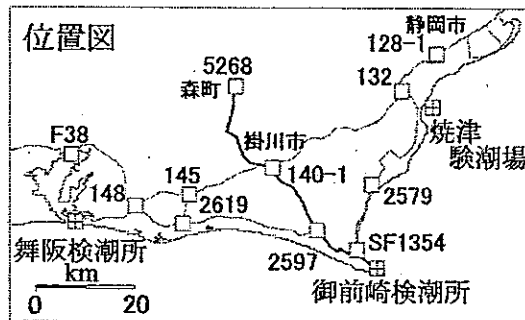 位置図
静岡市
128-1
5268
132
森町
掛川市
焼津
験潮場
F38
145
140-1
148
2619
2579
SF1354
舞阪検潮所
2597
km
御前崎検潮所
0 20